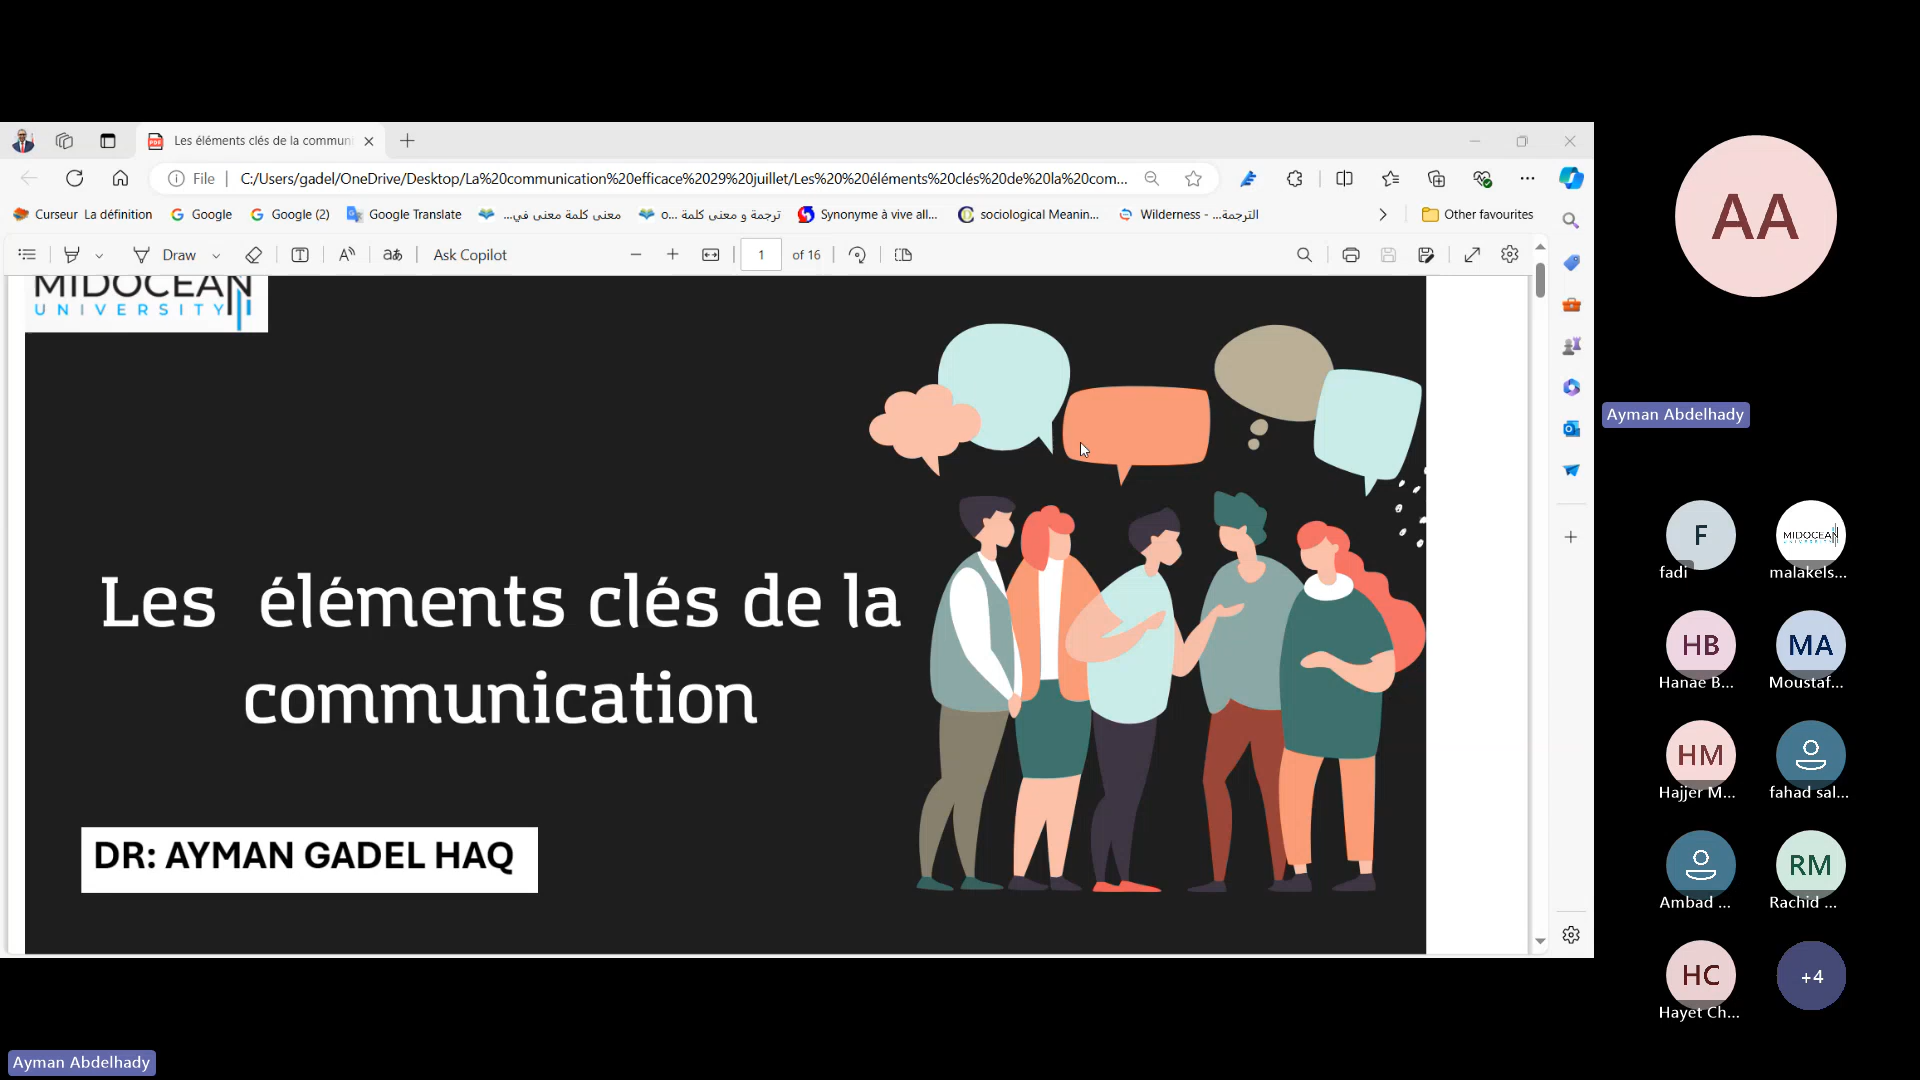 Les éléments clés de la commun
File
C:/Users/gadel/OneDrive/Desktop/La%20communication%20efficace%2029%20juillet/Les%20%20éléments%20clés%20de%20la%20com...
Curseur La définition
Google
Google (2)
Google Translate
معنى كلمة معنى في...
ترجمة و معنى كلمة o...
Synonyme à vive all...
sociological Meanin...
Wilderness - الترجمة...
Other favourites
Draw
Ask Copilot
1 of 16
MIDOCEAN
UNIVERSITY
Les éléments clés de la
communication
DR: AYMAN GADEL HAQ
AA
Ayman Abdelhady
F
MIDOCEAN
fadi
malakels...
HB
MA
Hanae B...
Moustaf...
HM
Hajjer M...
fahad sal...
RM
Ambad ...
Rachid ...
HC
+4
Hayet Ch...
Ayman Abdelhady